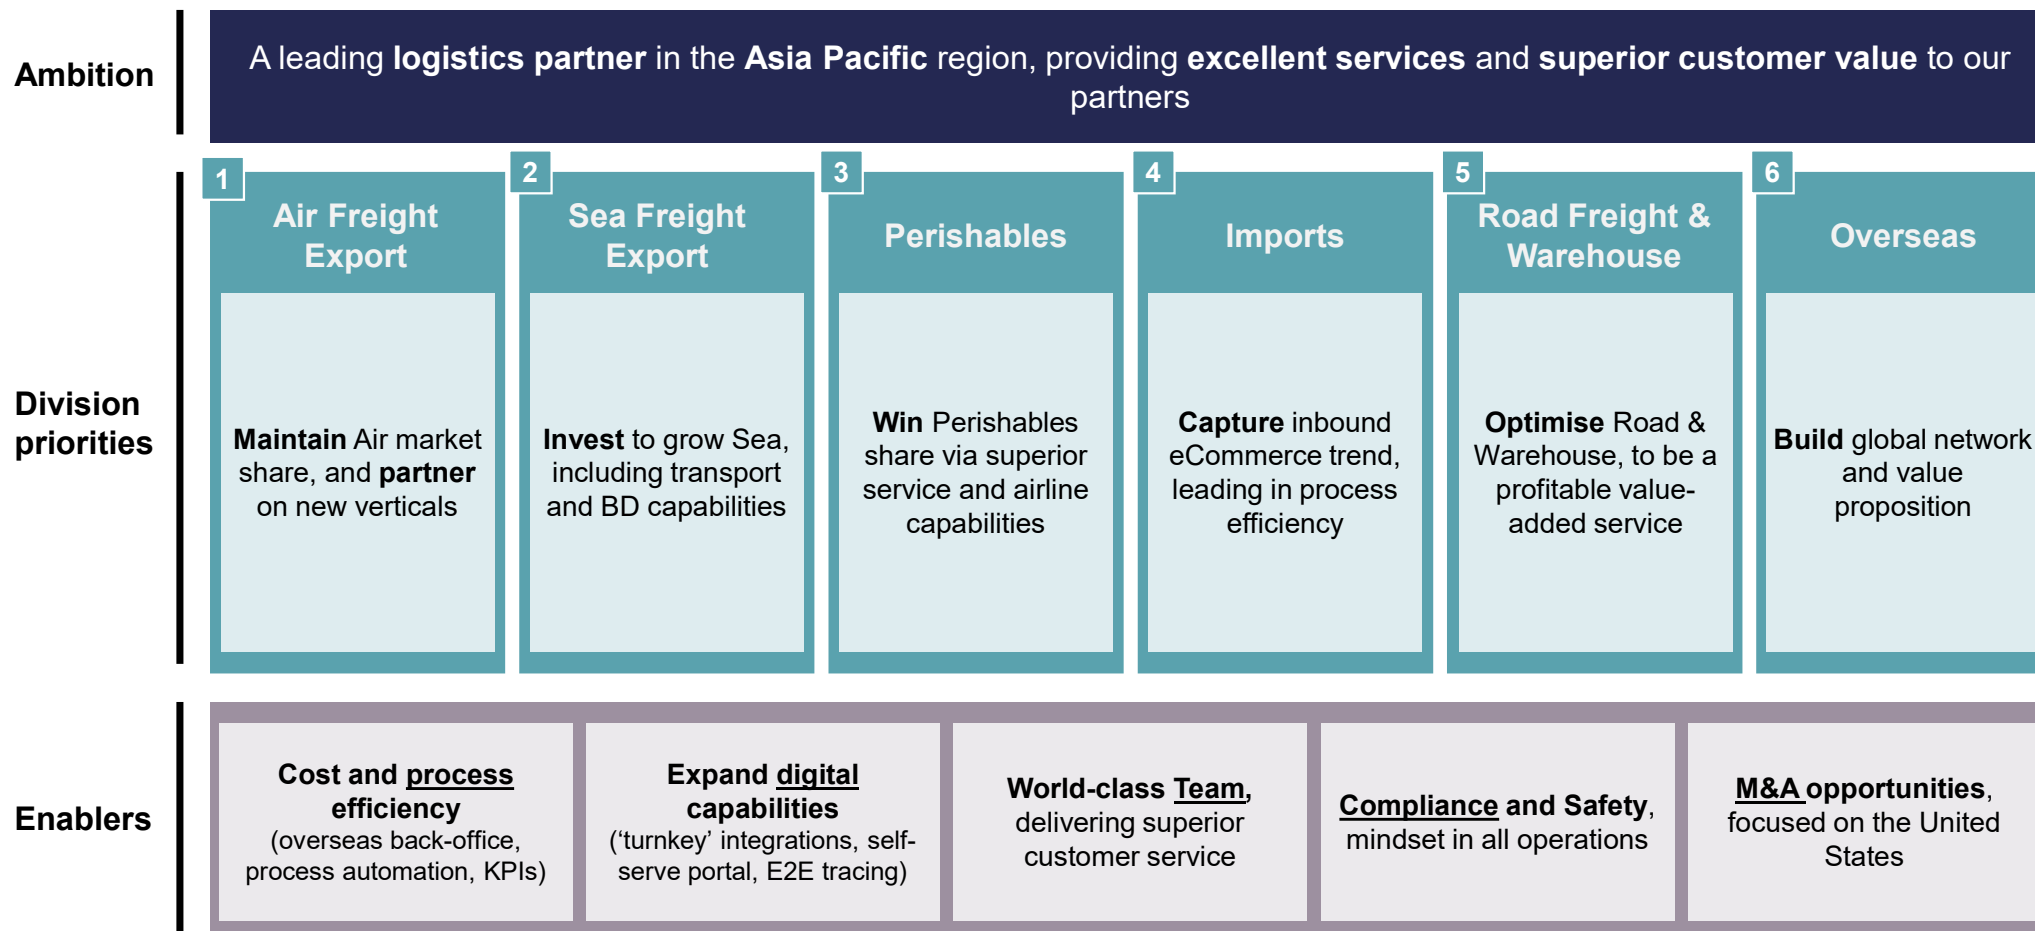 Ambition
A leading logistics partner in the Asia Pacific region, providing excellent services and superior customer value to our
partners
Division
priorities
1
Air Freight
Export
Maintain Air market
share, and partner
on new verticals
2
Sea Freight
Export
Invest to grow Sea,
including transport
and BD capabilities
3
Perishables
Win Perishables
share via superior
service and airline
capabilities
4
Imports
Capture inbound
eCommerce trend,
leading in process
efficiency
5
Road Freight &
Warehouse
Optimise Road &
Warehouse, to be a
profitable value-
added service
6
Overseas
Build global network
and value
proposition
Enablers
Cost and process
efficiency
(overseas back-office,
process automation, KPIs)
Expand digital
capabilities
(‘turnkey’ integrations, self-
serve portal, E2E tracing)
World-class Team,
delivering superior
customer service
Compliance and Safety,
mindset in all operations
M&A opportunities,
focused on the United
States